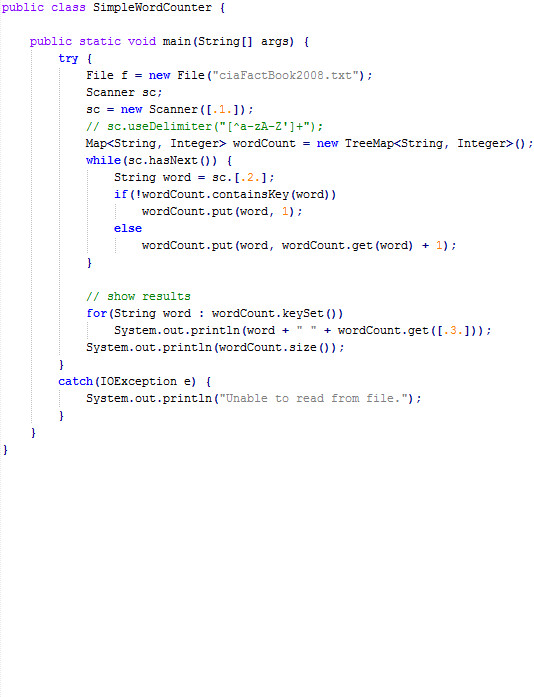 public class SimpleWordCounter {
public static void main(String[] args) {
try {
File f = new File("ciaFactBook2008.txt");
Scanner sc;
sc = new Scanner([.1.]);
// sc.useDelimiter("[^a-zA-Z']+");
Map<String, Integer> wordCount = new TreeMap<String, Integer>();
while(sc.hasNext()) {
String word = sc.[.2.];
if(!wordCount.containsKey(word))
wordCount.put(word, 1);
else
wordCount.put(word, wordCount.get(word) + 1);
}
// show results
for(String word : wordCount.keySet())
System.out.println(word + " " + wordCount.get([.3.]));
System.out.println(wordCount.size());
}
catch(IOException e) {
System.out.println("Unable to read from file.");
}
}
}